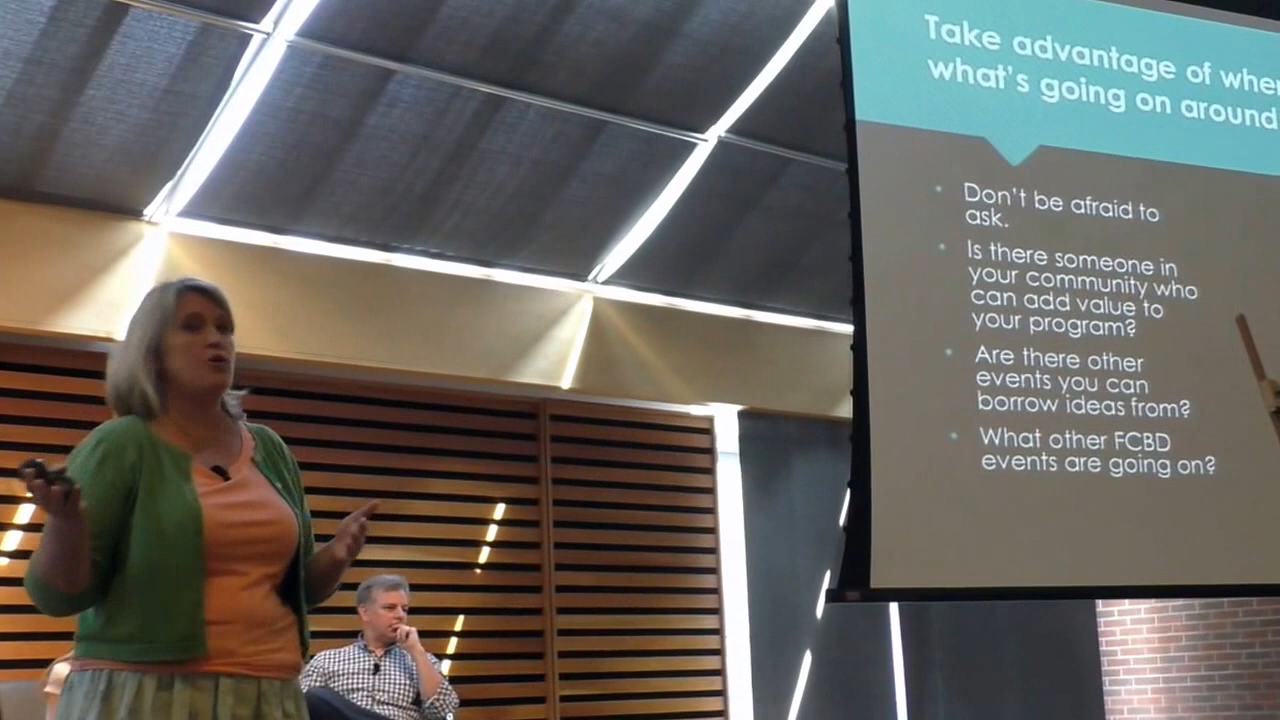 Take advantage of
what's going on around
Don't be afraid to
ask.
Is there someone in
your community who
can add value to
your program?
Are there other
events you can
borrow ideas from?
What other FCBD
events are going on?